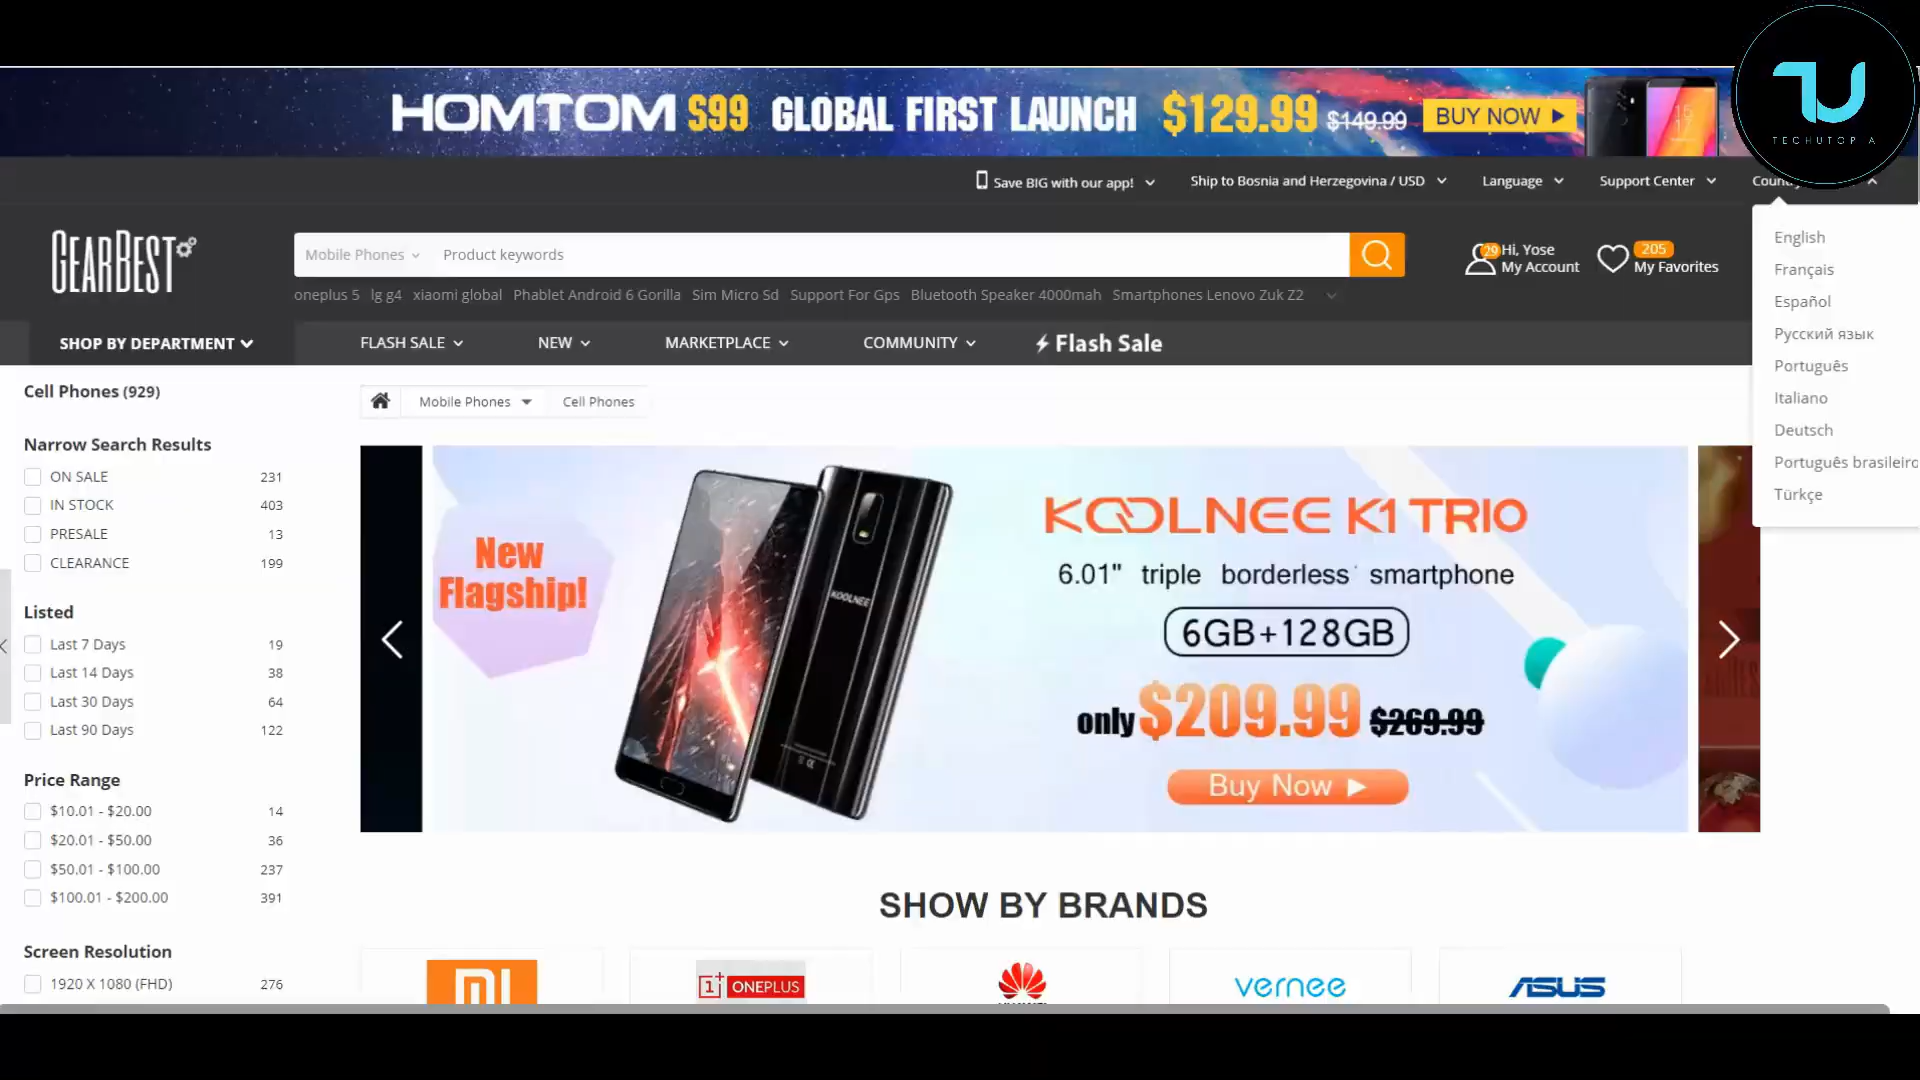 HOMTOM S99 GLOBAL FIRST LAUNCH $129.99 $149.99 BUY NOW
TECHUTOPIA
Save BIG with our app! Ship to Bosnia and Herzegovina / USD Language Support Center
GEARBEST
Mobile Phones Product keywords
29 Hi, Yose
My Account
205
My Favorites
oneplus 5 lg g4 xiaomi global Phablet Android 6 Gorilla Sim Micro Sd Support For Gps Bluetooth Speaker 4000mah Smartphones Lenovo Zuk Z2
SHOP BY DEPARTMENT FLASH SALE NEW MARKETPLACE COMMUNITY Flash Sale
English
Français
Español
Русский язык
Português
Italiano
Deutsch
Português brasileiro
Türkçe
Cell Phones (929)
Narrow Search Results
ON SALE 231
IN STOCK 403
PRESALE 13
CLEARANCE 199
Listed
Last 7 Days 19
Last 14 Days 38
Last 30 Days 64
Last 90 Days 122
Price Range
$10.01 - $20.00 14
$20.01 - $50.00 36
$50.01 - $100.00 237
$100.01 - $200.00 391
Screen Resolution
1920 X 1080 (FHD) 276
Mobile Phones Cell Phones
New
Flagship!
KOOLNEE
KOOLNEE K1 TRIO
6.01" triple borderless smartphone
6GB+128GB
only $209.99 $269.99
Buy Now
SHOW BY BRANDS
MI
1+ ONEPLUS
vernee
ASUS